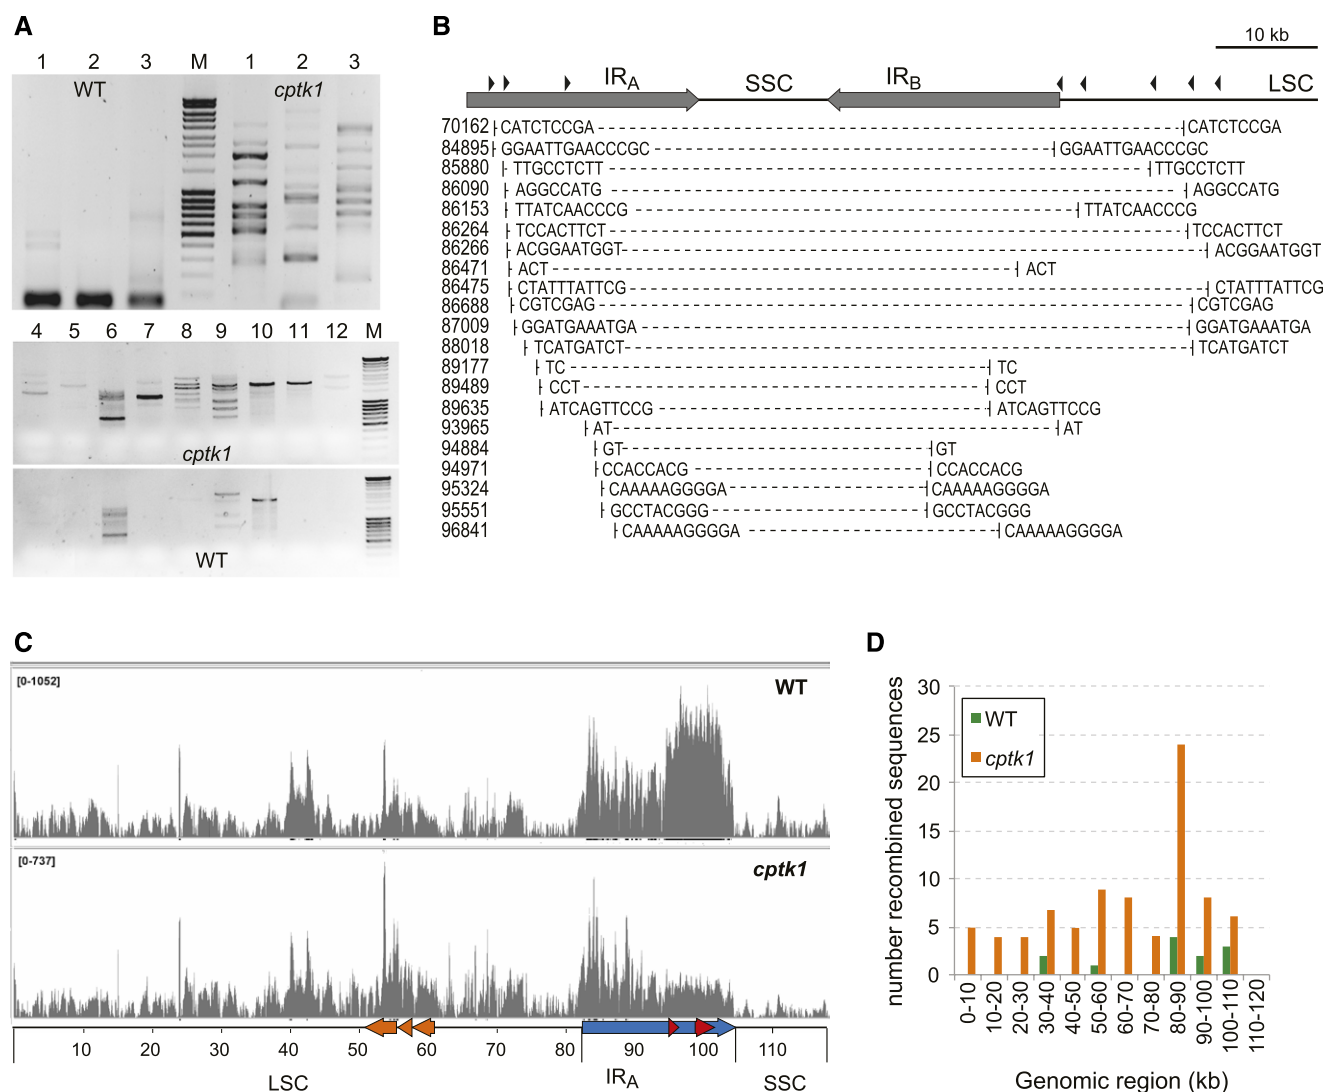 A
1 2 3 M 1 2 3
WT cptk1
4 5 6 7 8 9 10 11 12 M
cptk1
WT
B
10 kb
IRA SSC IRB LSC
70162 CATCTCCGA CATCTCCGA
84895 GGAATTGAACCCGC GGAATTGAACCCGC
85880 TTGCCTCTT TTGCCTCTT
86090 AGGCCATG AGGCCATG
86153 TTATCAACCCG TTATCAACCCG
86264 TCCACTTCT TCCACTTCT
86266 ACGGAATGGT ACGGAATGGT
86471 ACT ACT
86475 CTATTTATTCG CTATTTATTCG
86688 CGTCGAG CGTCGAG
87009 GGATGAAATGA GGATGAAATGA
88018 TCATGATCT TCATGATCT
89177 TC TC
89489 CCT CCT
89635 ATCAGTTCCG ATCAGTTCCG
93965 AT AT
94884 GT GT
94971 CCACCACG CCACCACG
95324 CAAAAAGGGGA CAAAAAGGGGA
95551 GCCTACGGG GCCTACGGG
96841 CAAAAAGGGGA CAAAAAGGGGA
C
[0-1052]
WT
[0-737]
cptk1
10 20 30 40 50 60 70 80 90 100 110
LSC IRA SSC
D
number recombined sequences
30
25
20
15
10
5
0
WT
cptk1
0-10 10-20 20-30 30-40 40-50 50-60 60-70 70-80 80-90 90-100 100-110 110-120
Genomic region (kb)